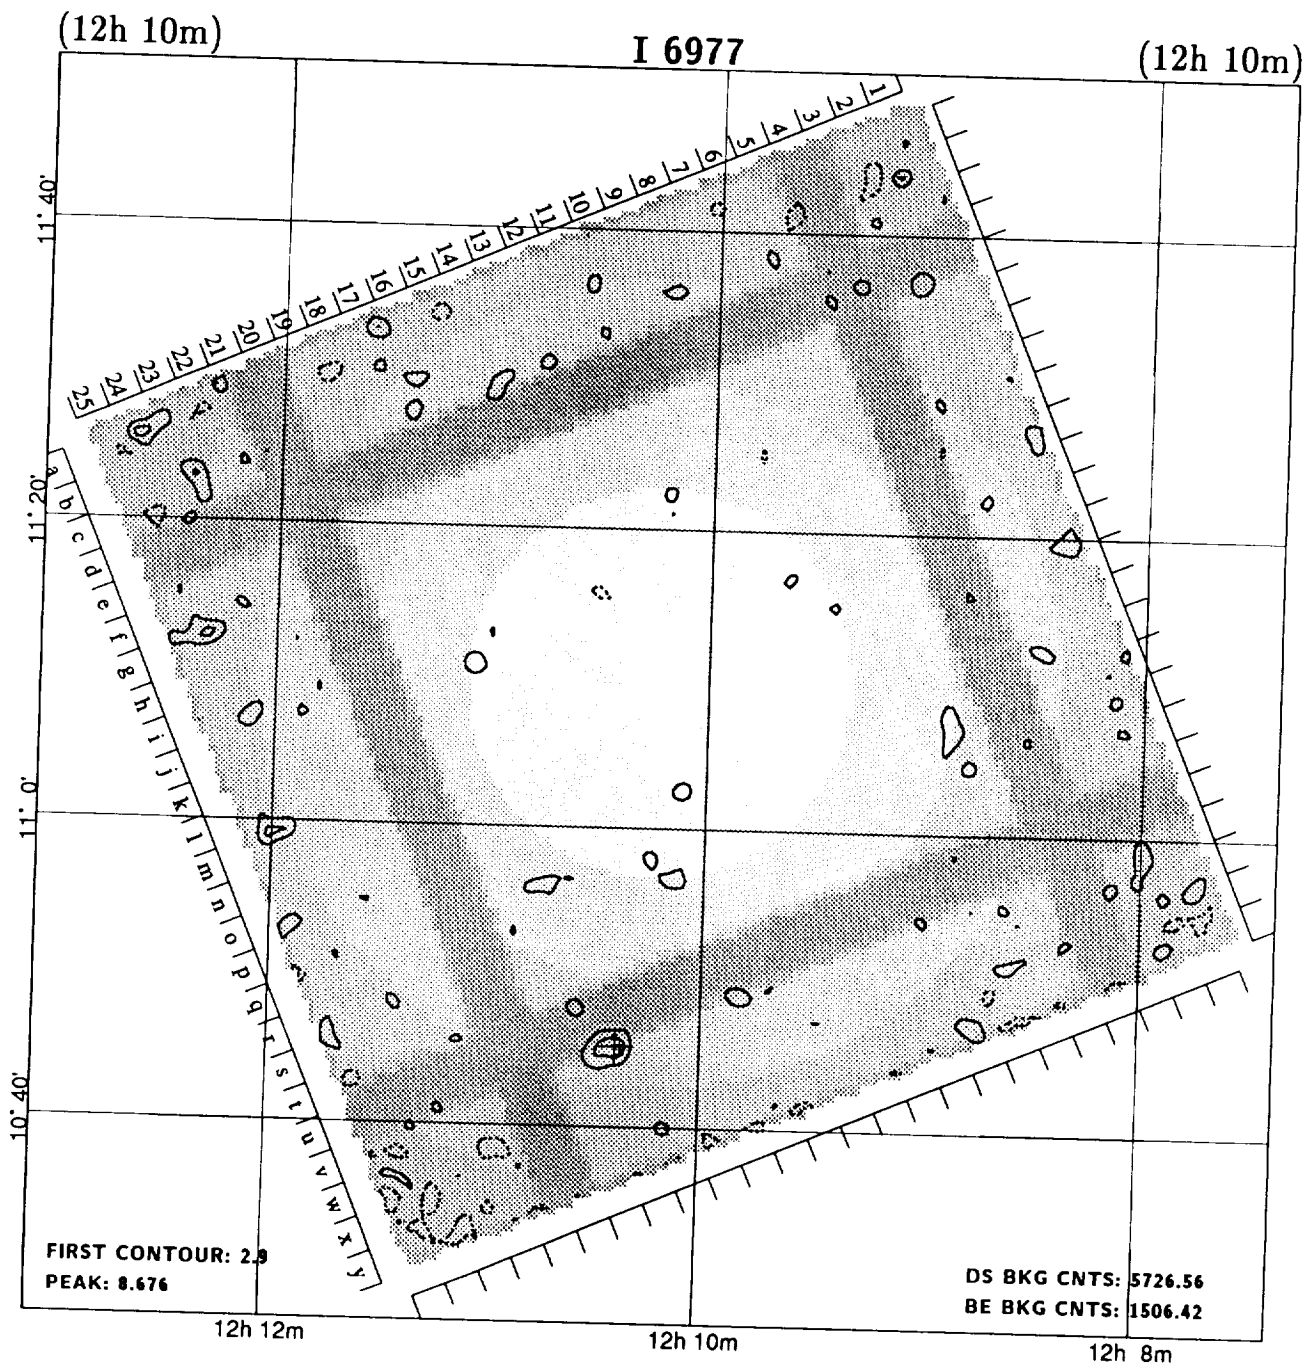 (12h 10m) I 6977 (12h 10m)
1 2 3 4 5 6 7 8 9 10 11 12 13 14 15 16 17 18 19 20 21 22 23 24 25
11° 40'
11° 20'
11° 0'
10° 40'
a b c d e f g h i j k l m n o p q r s t u v w x y
FIRST CONTOUR: 2.9
PEAK: 8.676
DS BKG CNTS: 5726.56
BE BKG CNTS: 1506.42
12h 12m 12h 10m 12h 8m